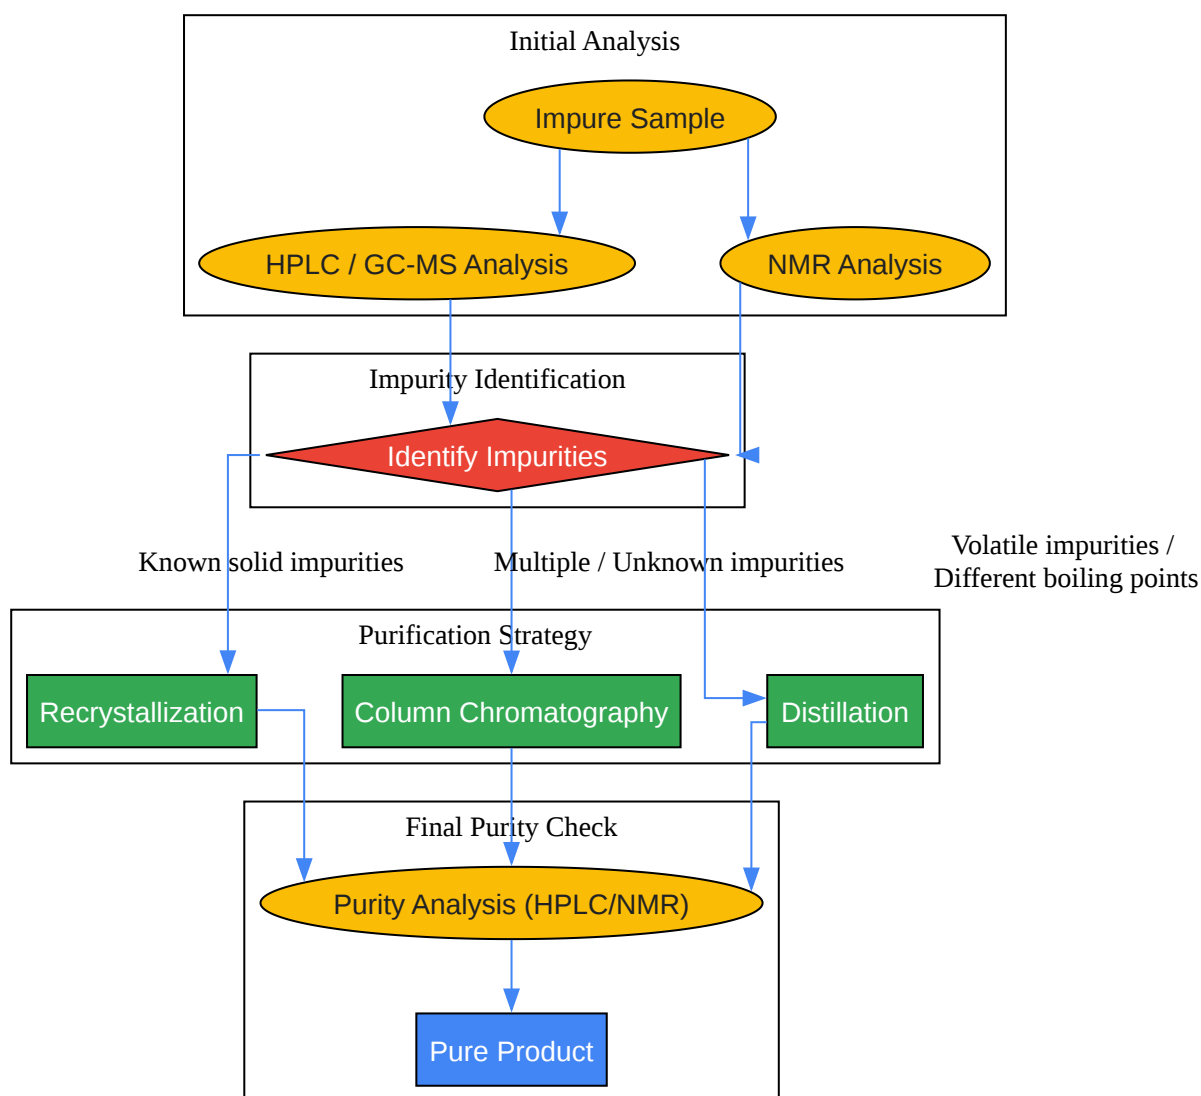 Initial Analysis
Impure Sample
HPLC / GC-MS Analysis
NMR Analysis
Impurity Identification
Identify Impurities
Known solid impurities
Multiple / Unknown impurities
Volatile impurities /
Different boiling points
Purification Strategy
Recrystallization
Column Chromatography
Distillation
Final Purity Check
Purity Analysis (HPLC/NMR)
Pure Product